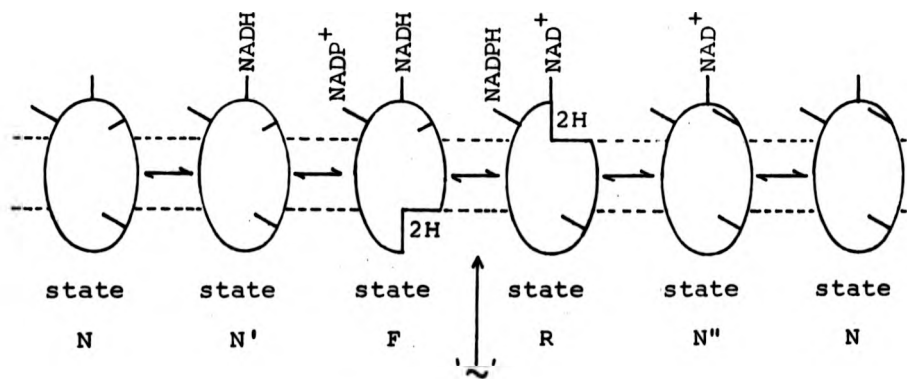 NADH
NADP+
NADH
NADPH
NAD+
NAD+
2H
2H
state state state state state state
N N' F R N" N
'~'